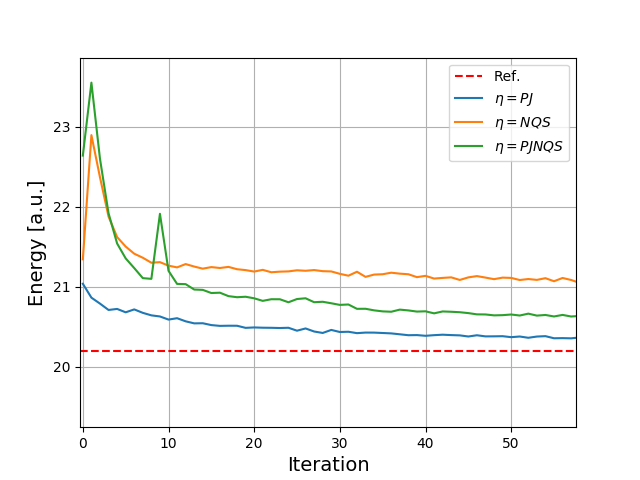 Ref.
η = PJ
η = NQS
η = PJNQS
Energy [a.u.]
23
22
21
20
0 10 20 30 40 50
Iteration